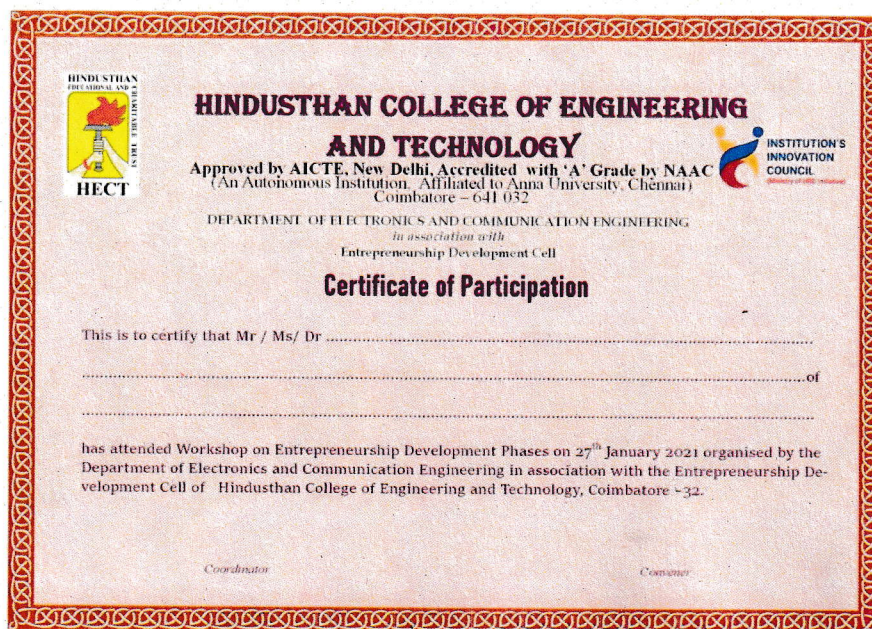 HINDUSTHAN
EDUCATIONAL AND
CHARITABLE TRUST
HECT
HINDUSTHAN COLLEGE OF ENGINEERING
AND TECHNOLOGY
INSTITUTION'S
INNOVATION
COUNCIL
Approved by AICTE, New Delhi, Accredited with 'A' Grade by NAAC
(An Autonomous Institution, Affiliated to Anna University, Chennai)
Coimbatore – 641 032
DEPARTMENT OF ELECTRONICS AND COMMUNICATION ENGINEERING
in association with
Entrepreneurship Development Cell
Certificate of Participation
This is to certify that Mr / Ms/ Dr ....................................................
....................................................of
....................................................
has attended Workshop on Entrepreneurship Development Phases on 27th January 2021 organised by the
Department of Electronics and Communication Engineering in association with the Entrepreneurship De-
velopment Cell of Hindusthan College of Engineering and Technology, Coimbatore -32.
Coordinator
Convener